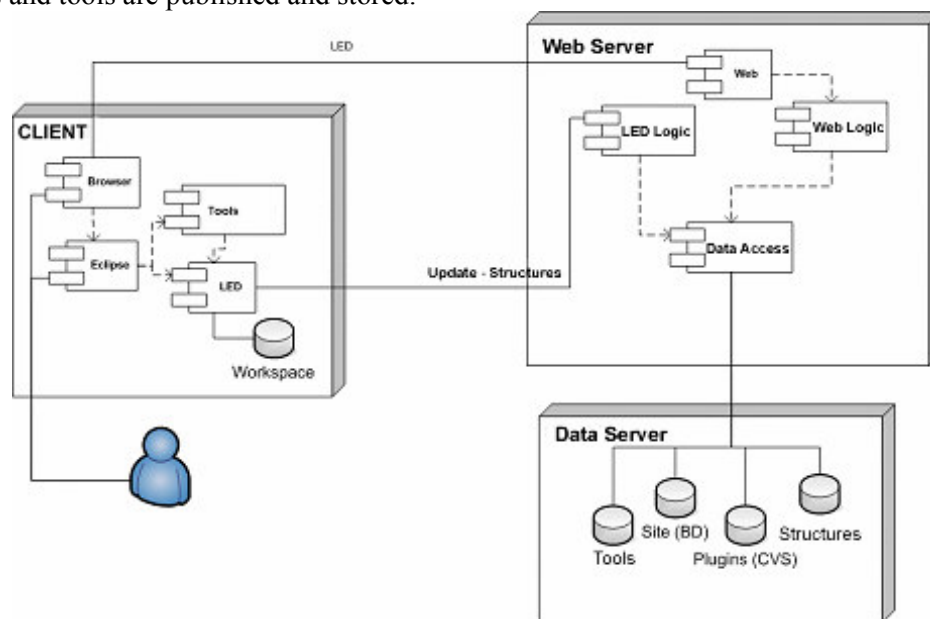 and tools are published and stored.
LED
Web Server
Web
LED Logic
Web Logic
Data Access
CLIENT
Browser
Tools
Eclipse
LED
Workspace
Update - Structures
Data Server
Tools
Site (BD)
Plugins (CVS)
Structures